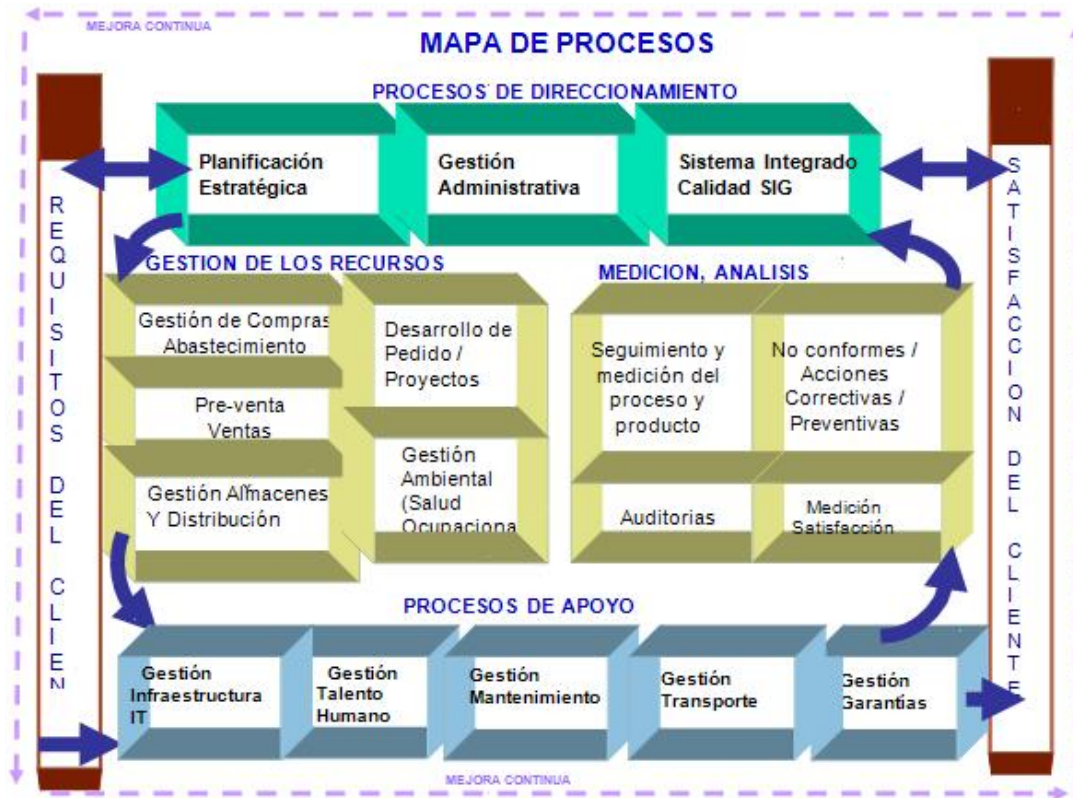 MEJORA CONTINUA
MAPA DE PROCESOS
PROCESOS DE DIRECCIONAMIENTO
Planificación
Estratégica
Gestión
Administrativa
Sistema Integrado
Calidad SIG
REQUISITOS DEL CLIEN
SATISFACCION DEL CLIENTE
GESTION DE LOS RECURSOS
Gestión de Compras
Abastecimiento
Pre-venta
Ventas
Gestión Almacenes
Y Distribución
Desarrollo de
Pedido /
Proyectos
Gestión
Ambiental
(Salud
Ocupaciona
MEDICION, ANALISIS
Seguimiento y
medición del
proceso y
producto
No conformes /
Acciones
Correctivas /
Preventivas
Auditorias
Medición
Satisfacción
PROCESOS DE APOYO
Gestión
Infraestructura
IT
Gestión
Talento
Humano
Gestión
Mantenimiento
Gestión
Transporte
Gestión
Garantías
MEJORA CONTINUA